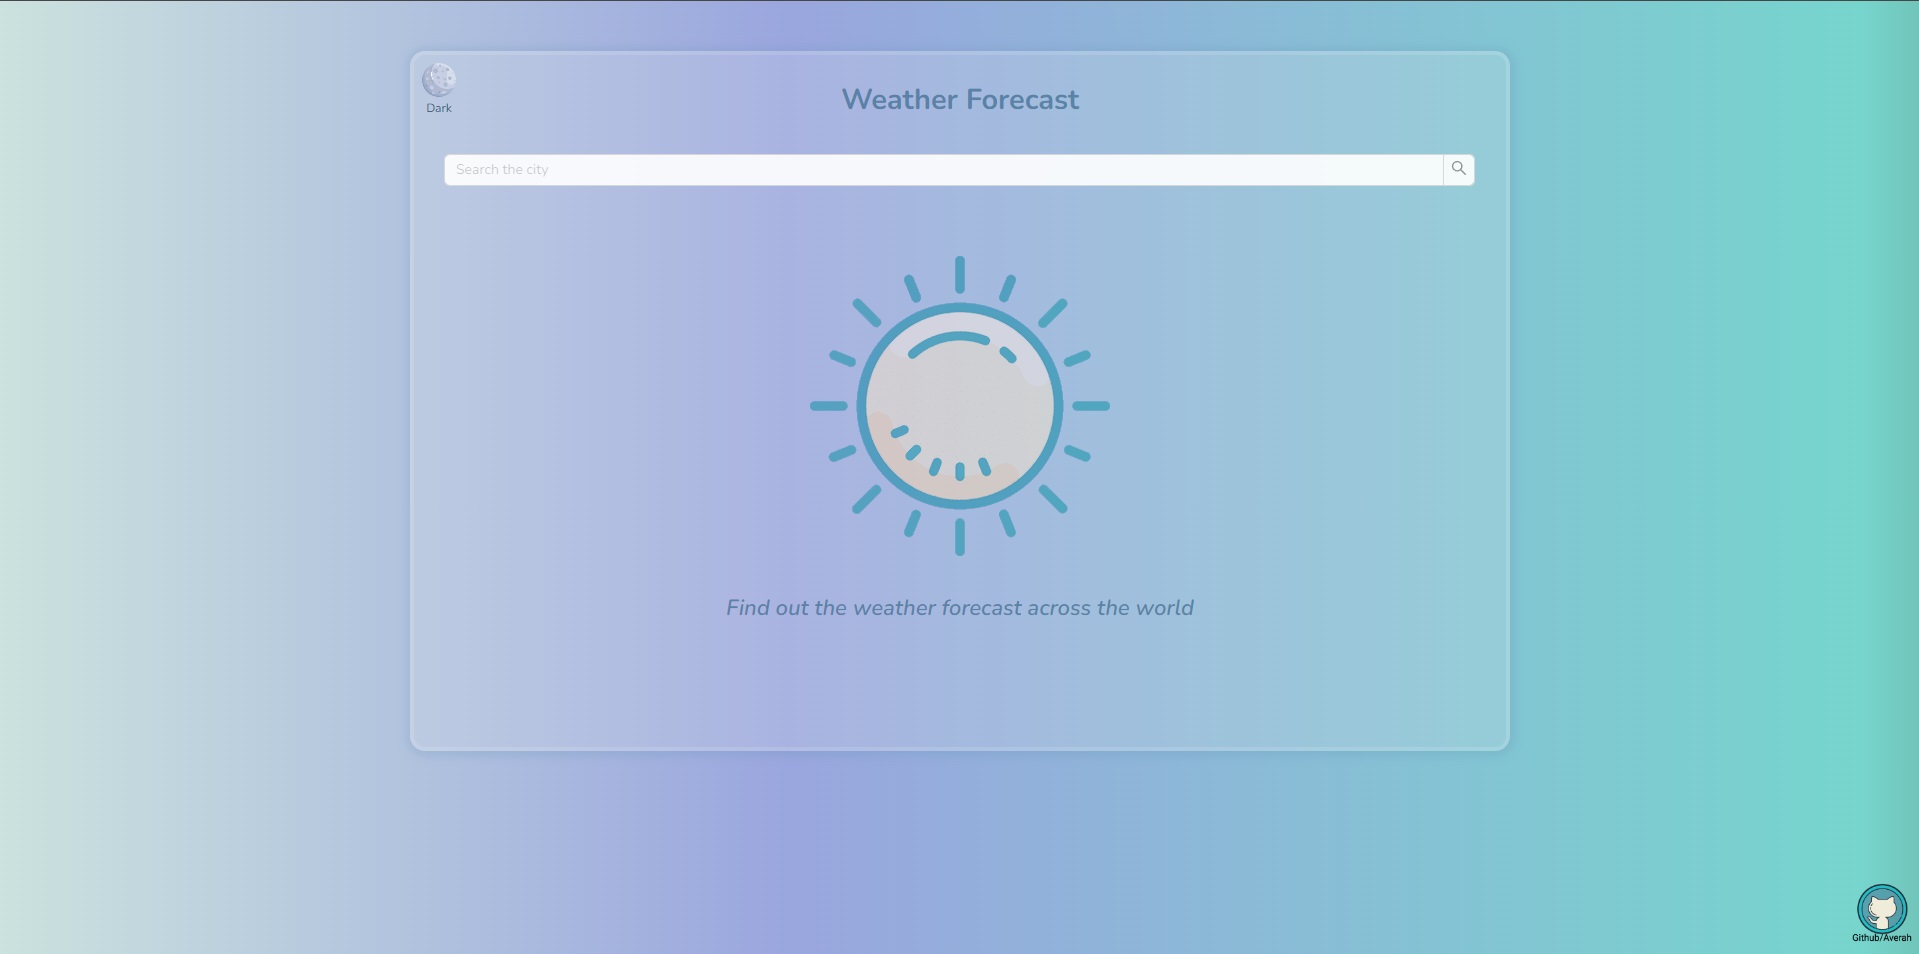 Dark
Weather Forecast
Search the city
Find out the weather forecast across the world
Github/Averah